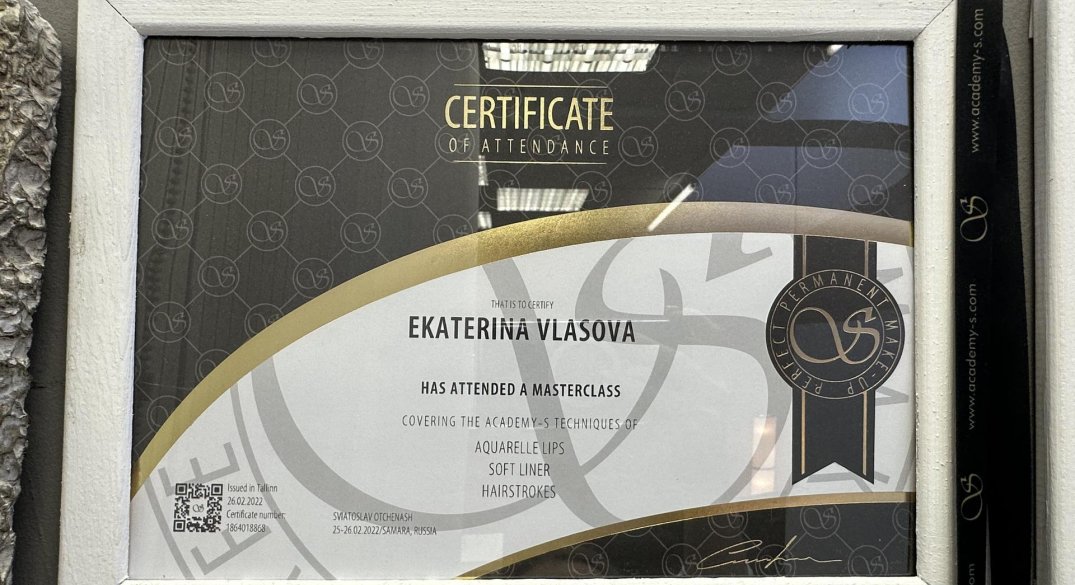 CERTIFICATE
OF ATTENDANCE
THAT IS TO CERTIFY
EKATERINA VLASOVA
HAS ATTENDED A MASTERCLASS
COVERING THE ACADEMY-S TECHNIQUES OF
AQUARELLE LIPS
SOFT LINER
HAIRSTROKES
PERFECT PERMANENT MAKE-UP
Issued in Tallinn
26.02.2022
Certificate number:
1864018868
SVIATOSLAV OTCHENASH
25-26.02.2022/SAMARA, RUSSIA
www.academy-s.com
www.academy-s.com